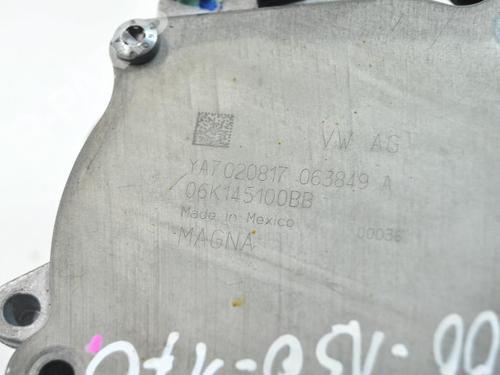 VW AG
YA7020817 063849 A
06K145100BB
Made in Mexico
MAGNA 00036